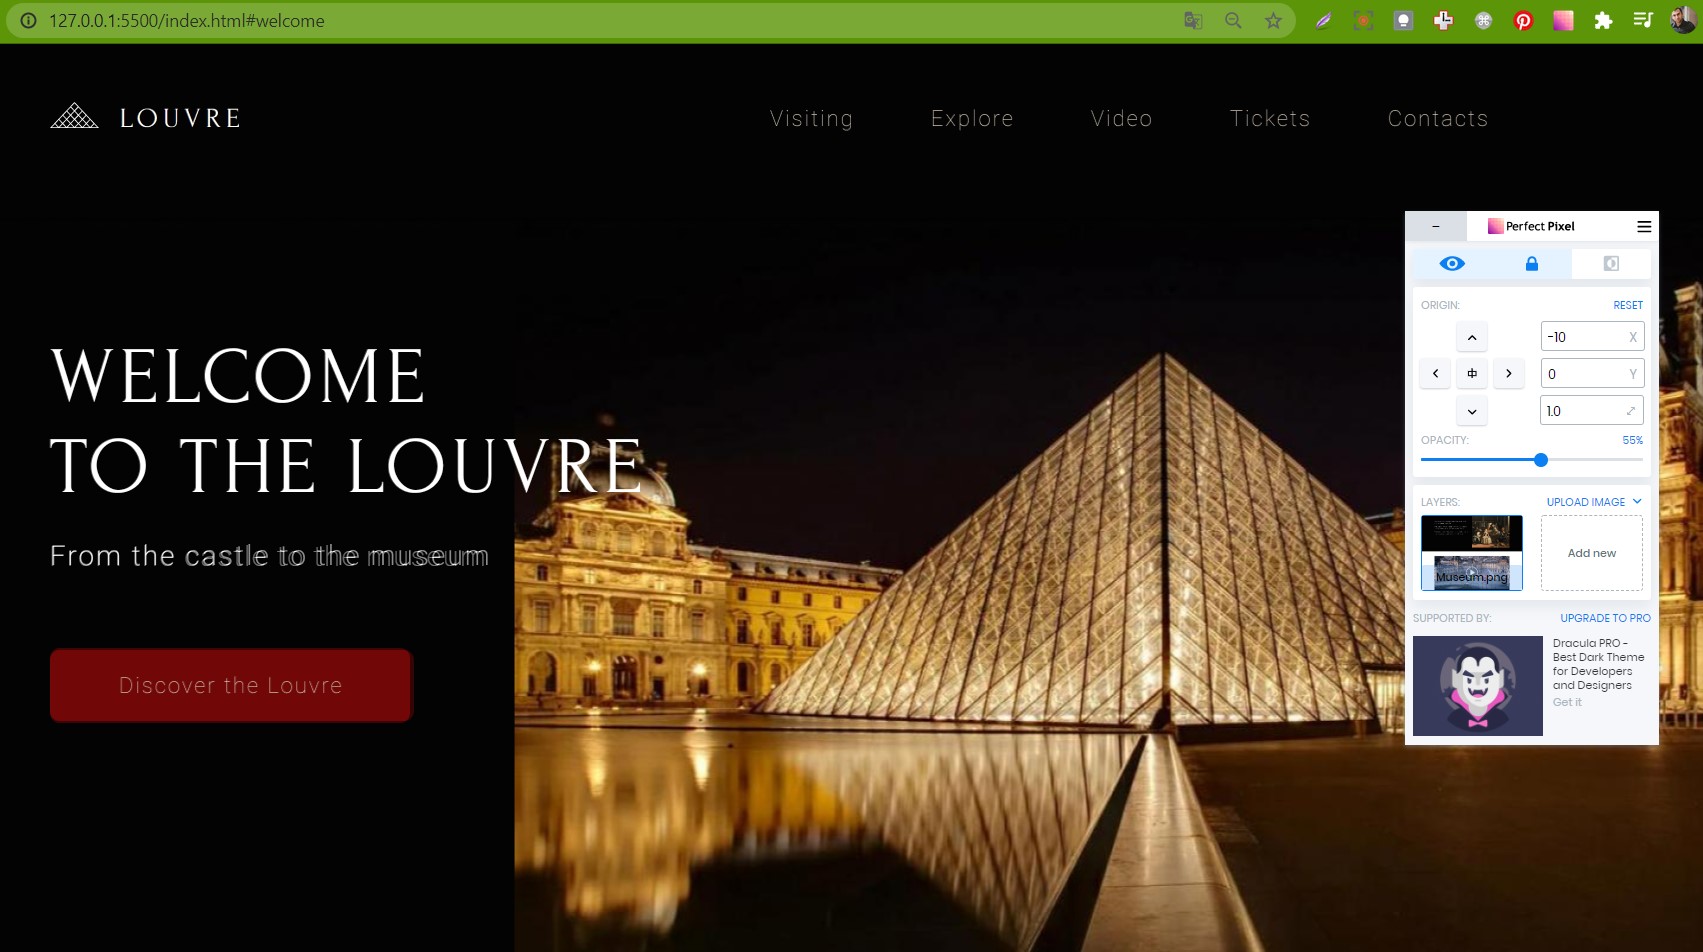 127.0.0.1:5500/index.html#welcome
LOUVRE
Visiting Explore Video Tickets Contacts
WELCOME
TO THE LOUVRE
From the castle to the museum
Discover the Louvre
Perfect Pixel
ORIGIN: RESET
-10 X
0 Y
1.0
OPACITY: 55%
LAYERS: UPLOAD IMAGE
Museum.png
Add new
SUPPORTED BY: UPGRADE TO PRO
Dracula PRO -
Best Dark Theme
for Developers
and Designers
Get it